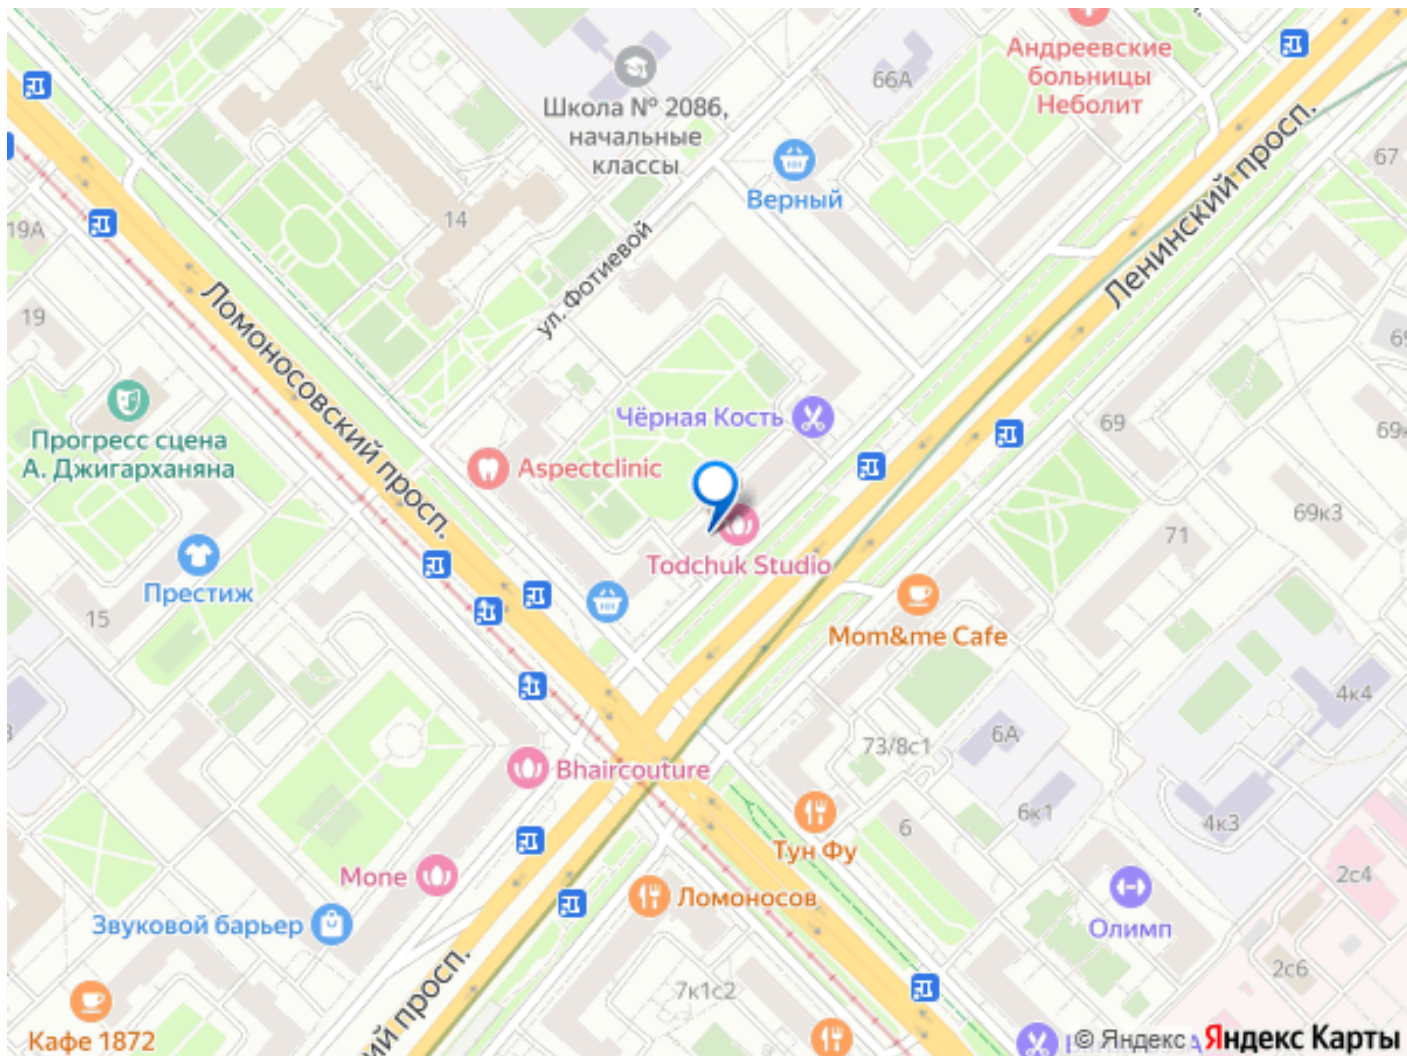 Андреевские
больницы
Неболит
66А
Школа № 2086,
начальные
классы
Ленинский просп.
67
Верный
14
19А
ул. Фотиевой
Ломоносовский просп.
19
69
Прогресс сцена
А. Джигарханяна
Чёрная Кость
Aspectclinic
69к3
71
Todchuk Studio
Престиж
15
Mom&me Cafe
4к4
6А
73/8с1
Bhaircouture
6к1
4к3
6
Тун Фу
Mone
2с4
Ломоносов
Звуковой барьер
Олимп
2с6
7к1с2
ий просп.
Кафе 1872
© Яндекс Яндекс Карты